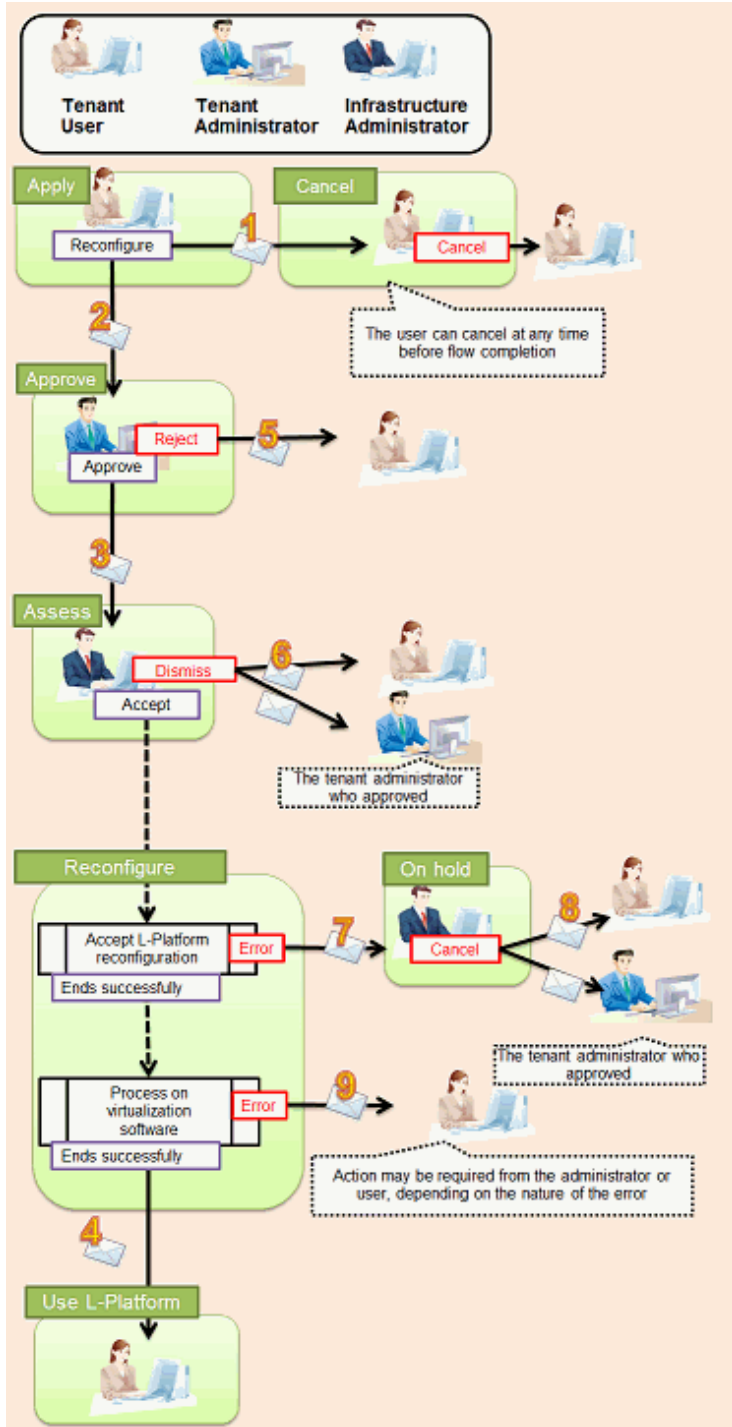 Tenant
User
Tenant
Administrator
Infrastructure
Administrator
Apply
Cancel
1
Reconfigure
Cancel
2
The user can cancel at any time
before flow completion
Approve
Reject
5
Approve
3
Assess
6
Dismiss
Accept
The tenant administrator
who approved
Reconfigure
On hold
8
Accept L-Platform
reconfiguration
Error
7
Cancel
Ends successfully
The tenant administrator who
approved
9
Process on
virtualization
software
Error
Ends successfully
Action may be required from the administrator or
user, depending on the nature of the error
4
Use L-Platform